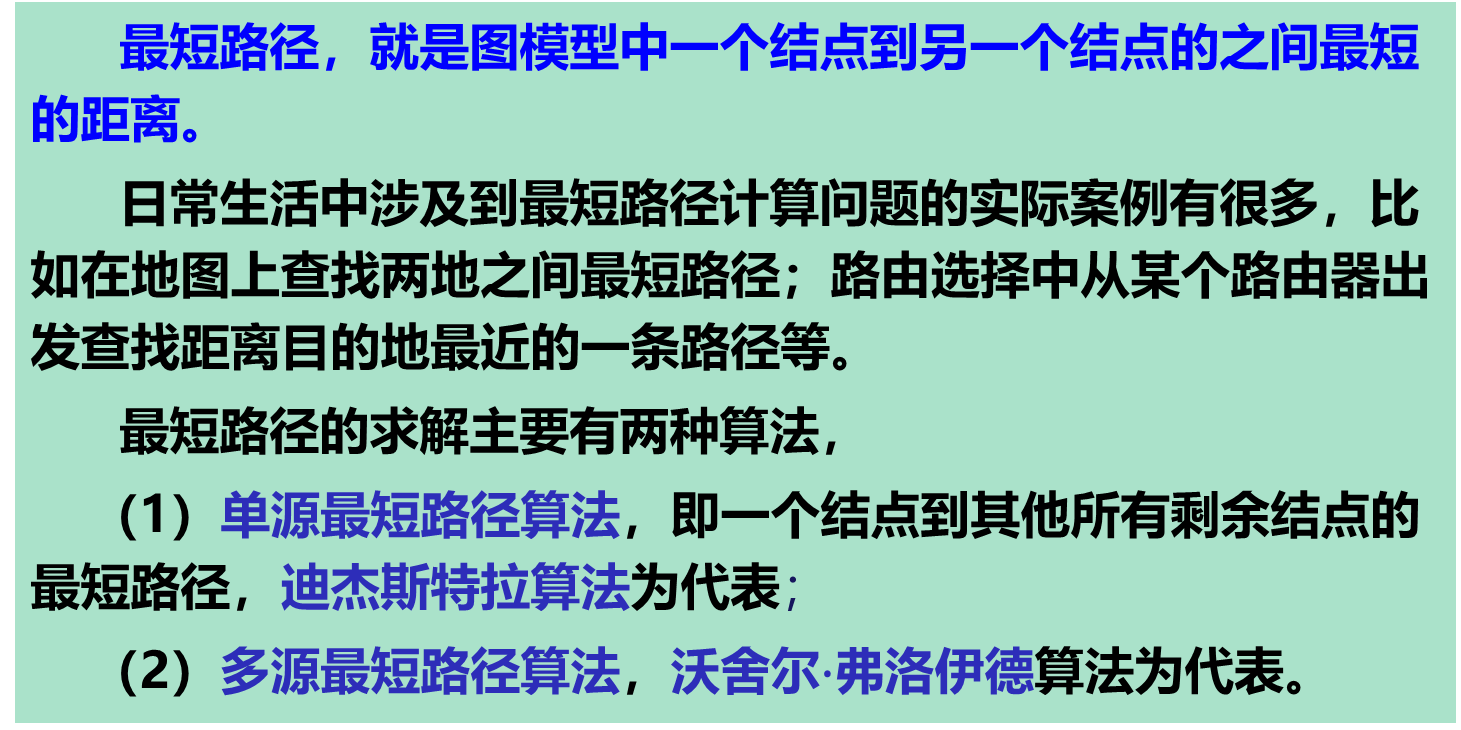 最短路径，就是图模型中一个结点到另一个结点的之间最短
的距离。
日常生活中涉及到最短路径计算问题的实际案例有很多，比
如在地图上查找两地之间最短路径；路由选择中从某个路由器出
发查找距离目的地最近的一条路径等。
最短路径的求解主要有两种算法，
（1）单源最短路径算法，即一个结点到其他所有剩余结点的
最短路径，迪杰斯特拉算法为代表；
（2）多源最短路径算法，沃舍尔·弗洛伊德算法为代表。